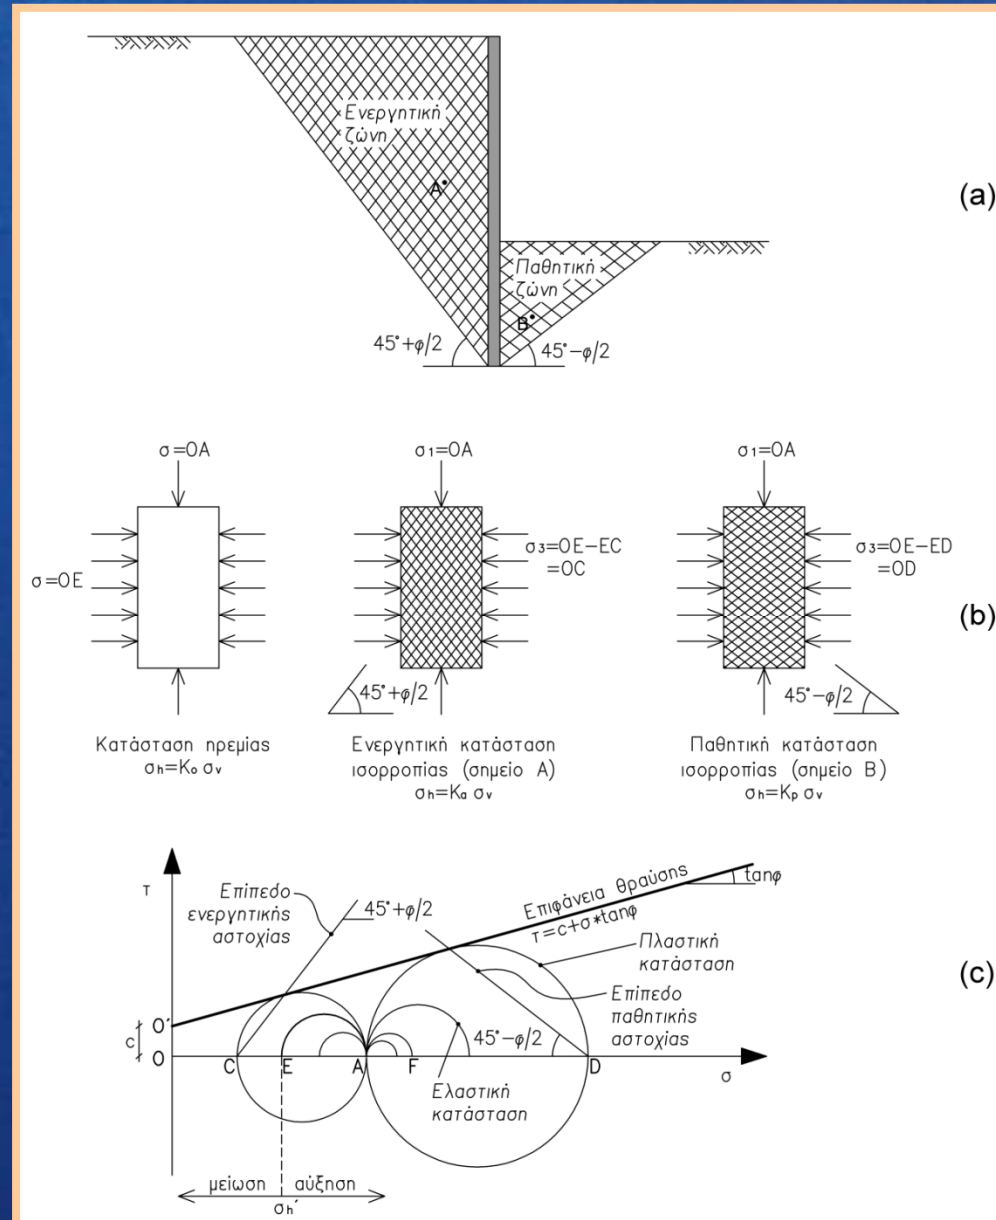 Ενεργητική
ζώνη
A
(a)
Παθητική
ζώνη
B
45°+φ/2
45°-φ/2
σ=OA
σ1=OA
σ1=OA
σ=OE
σ3=OE-EC
=OC
σ3=OE-ED
=OD
(b)
45°+φ/2
45°-φ/2
Κατάσταση ηρεμίας
σh=Ko σv
Ενεργητική κατάσταση
ισορροπίας (σημείο A)
σh=Ka σv
Παθητική κατάσταση
ισορροπίας (σημείο B)
σh=Kp σv
τ
Επίπεδο
ενεργητικής
αστοχίας
45°+φ/2
Επιφάνεια θραύσης
τ=c+σ*tanφ
tanφ
Πλαστική
κατάσταση
(c)
Επίπεδο
παθητικής
αστοχίας
O'
c
O
C
E
A
F
45°-φ/2
D
σ
Ελαστική
κατάσταση
μείωση
αύξηση
σh'